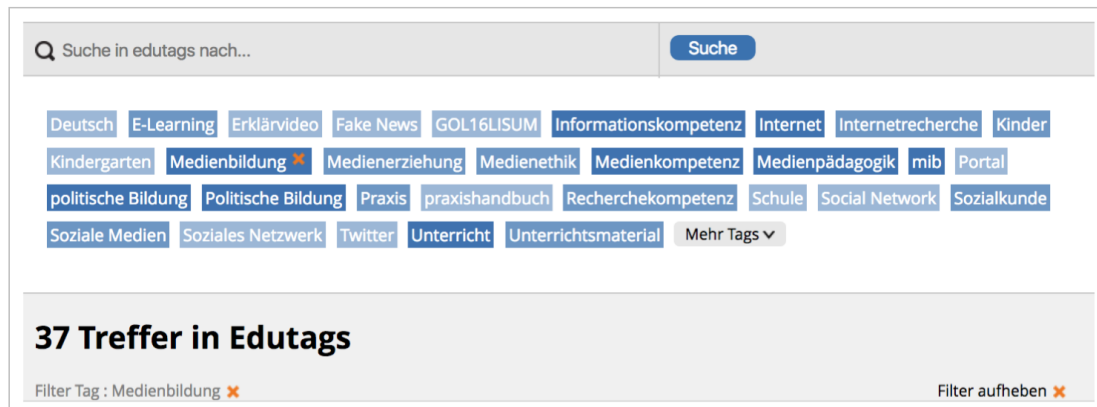 Suche in edutags nach... Suche
Deutsch E-Learning Erklärvideo Fake News GOL16LISUM Informationskompetenz Internet Internetrecherche Kinder
Kindergarten Medienbildung Medienerziehung Medienethik Medienkompetenz Medienpädagogik mib Portal
politische Bildung Politische Bildung Praxis praxishandbuch Recherchekompetenz Schule Social Network Sozialkunde
Soziale Medien Soziales Netzwerk Twitter Unterricht Unterrichtsmaterial Mehr Tags
37 Treffer in Edutags
Filter Tag : Medienbildung Filter aufheben